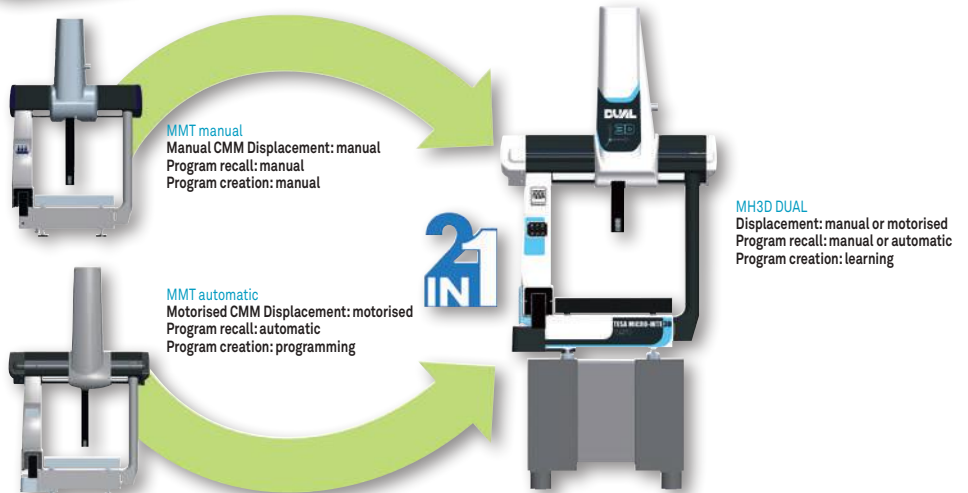 MMT manual
Manual CMM Displacement: manual
Program recall: manual
Program creation: manual
DUAL
2 IN 1
MH3D DUAL
Displacement: manual or motorised
Program recall: manual or automatic
Program creation: learning
MMT automatic
Motorised CMM Displacement: motorised
Program recall: automatic
Program creation: programming
TESA MICRO-HITE 3D